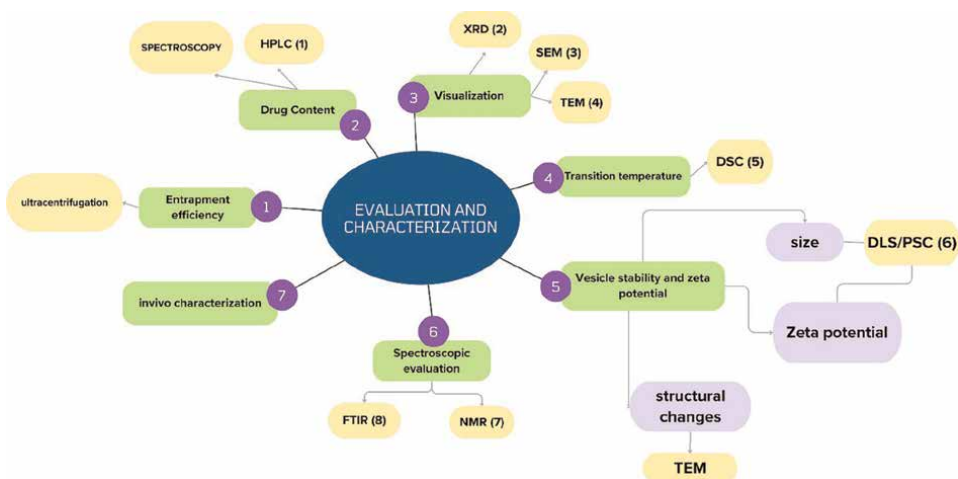 SPECTROSCOPY
HPLC (1)
Drug Content
2
XRD (2)
SEM (3)
TEM (4)
3
Visualization
4
Transition temperature
DSC (5)
ultracentrifugation
Entrapment
efficiency
1
EVALUATION AND
CHARACTERIZATION
size
DLS/PSC (6)
5
Vesicle stability and zeta
potential
Zeta potential
invivo characterization
7
6
Spectroscopic
evaluation
FTIR (8)
NMR (7)
structural
changes
TEM